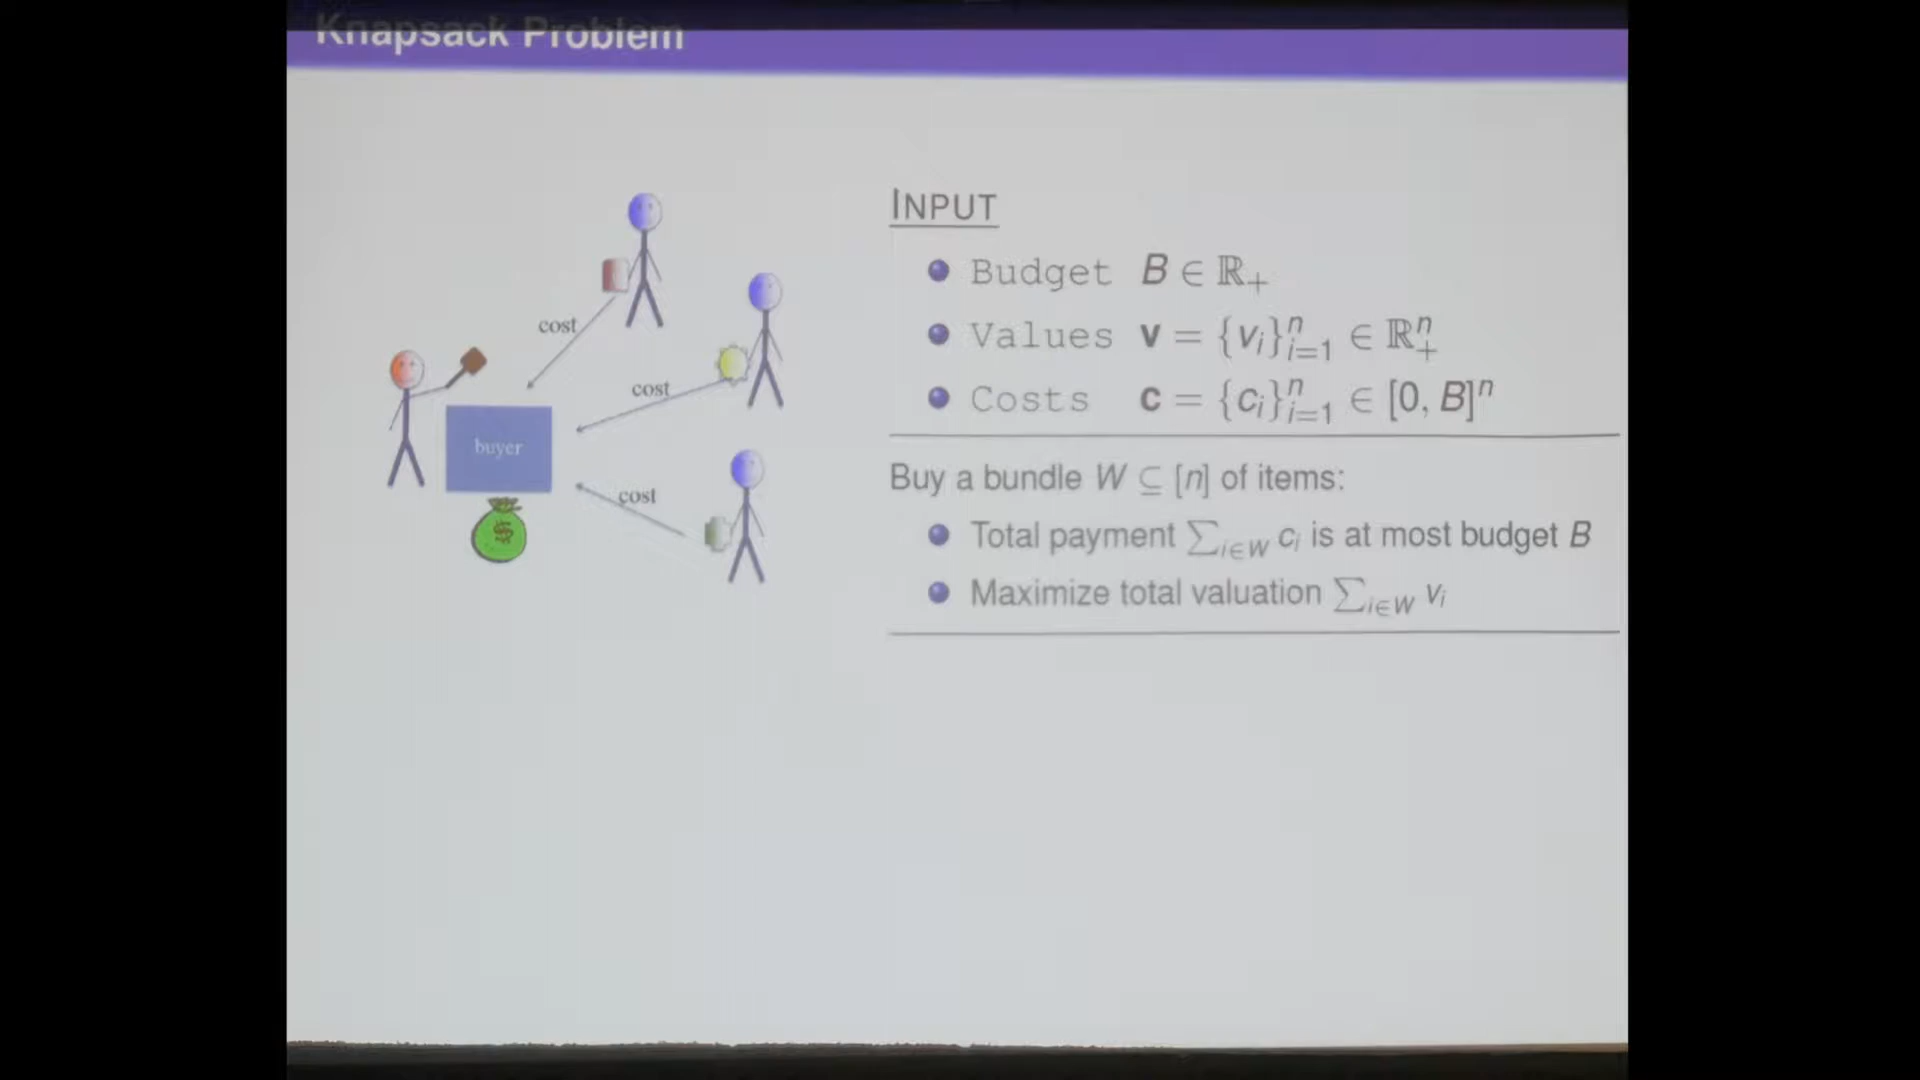 Knapsack Problem
cost
cost
buyer
cost
INPUT
Budget B ∈ ℝ₊
Values v = {vᵢ}ⁿᵢ₌₁ ∈ ℝⁿ₊
Costs c = {cᵢ}ⁿᵢ₌₁ ∈ [0, B]ⁿ
Buy a bundle W ⊆ [n] of items:
Total payment ∑_{i∈W} cᵢ is at most budget B
Maximize total valuation ∑_{i∈W} vᵢ
$